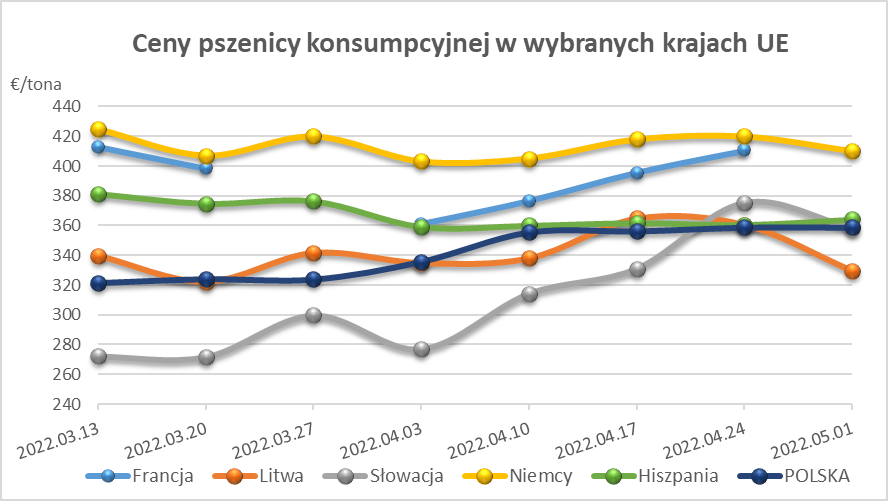 Ceny pszenicy konsumpcyjnej w wybranych krajach UE
€/tona
440
420
400
380
360
340
320
300
280
260
240
2022.03.13 2022.03.20 2022.03.27 2022.04.03 2022.04.10 2022.04.17 2022.04.24 2022.05.01
Francja Litwa Słowacja Niemcy Hiszpania POLSKA